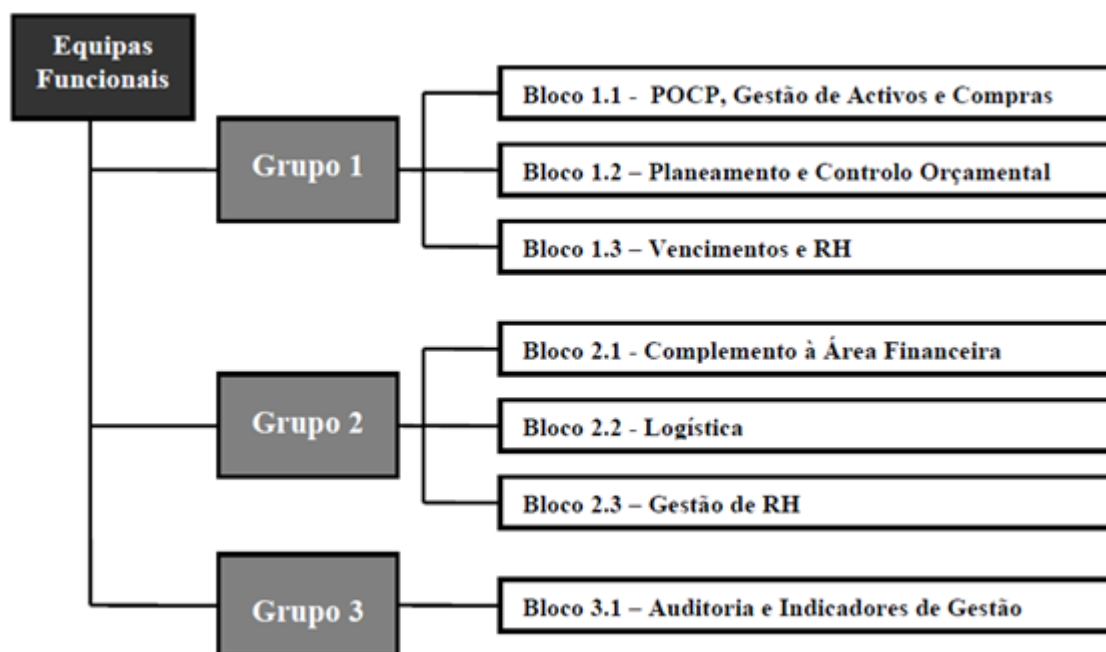 Equipas
Funcionais
Grupo 1
Bloco 1.1 - POCP, Gestão de Activos e Compras
Bloco 1.2 – Planeamento e Controlo Orçamental
Bloco 1.3 – Vencimentos e RH
Grupo 2
Bloco 2.1 - Complemento à Área Financeira
Bloco 2.2 - Logística
Bloco 2.3 – Gestão de RH
Grupo 3
Bloco 3.1 – Auditoria e Indicadores de Gestão